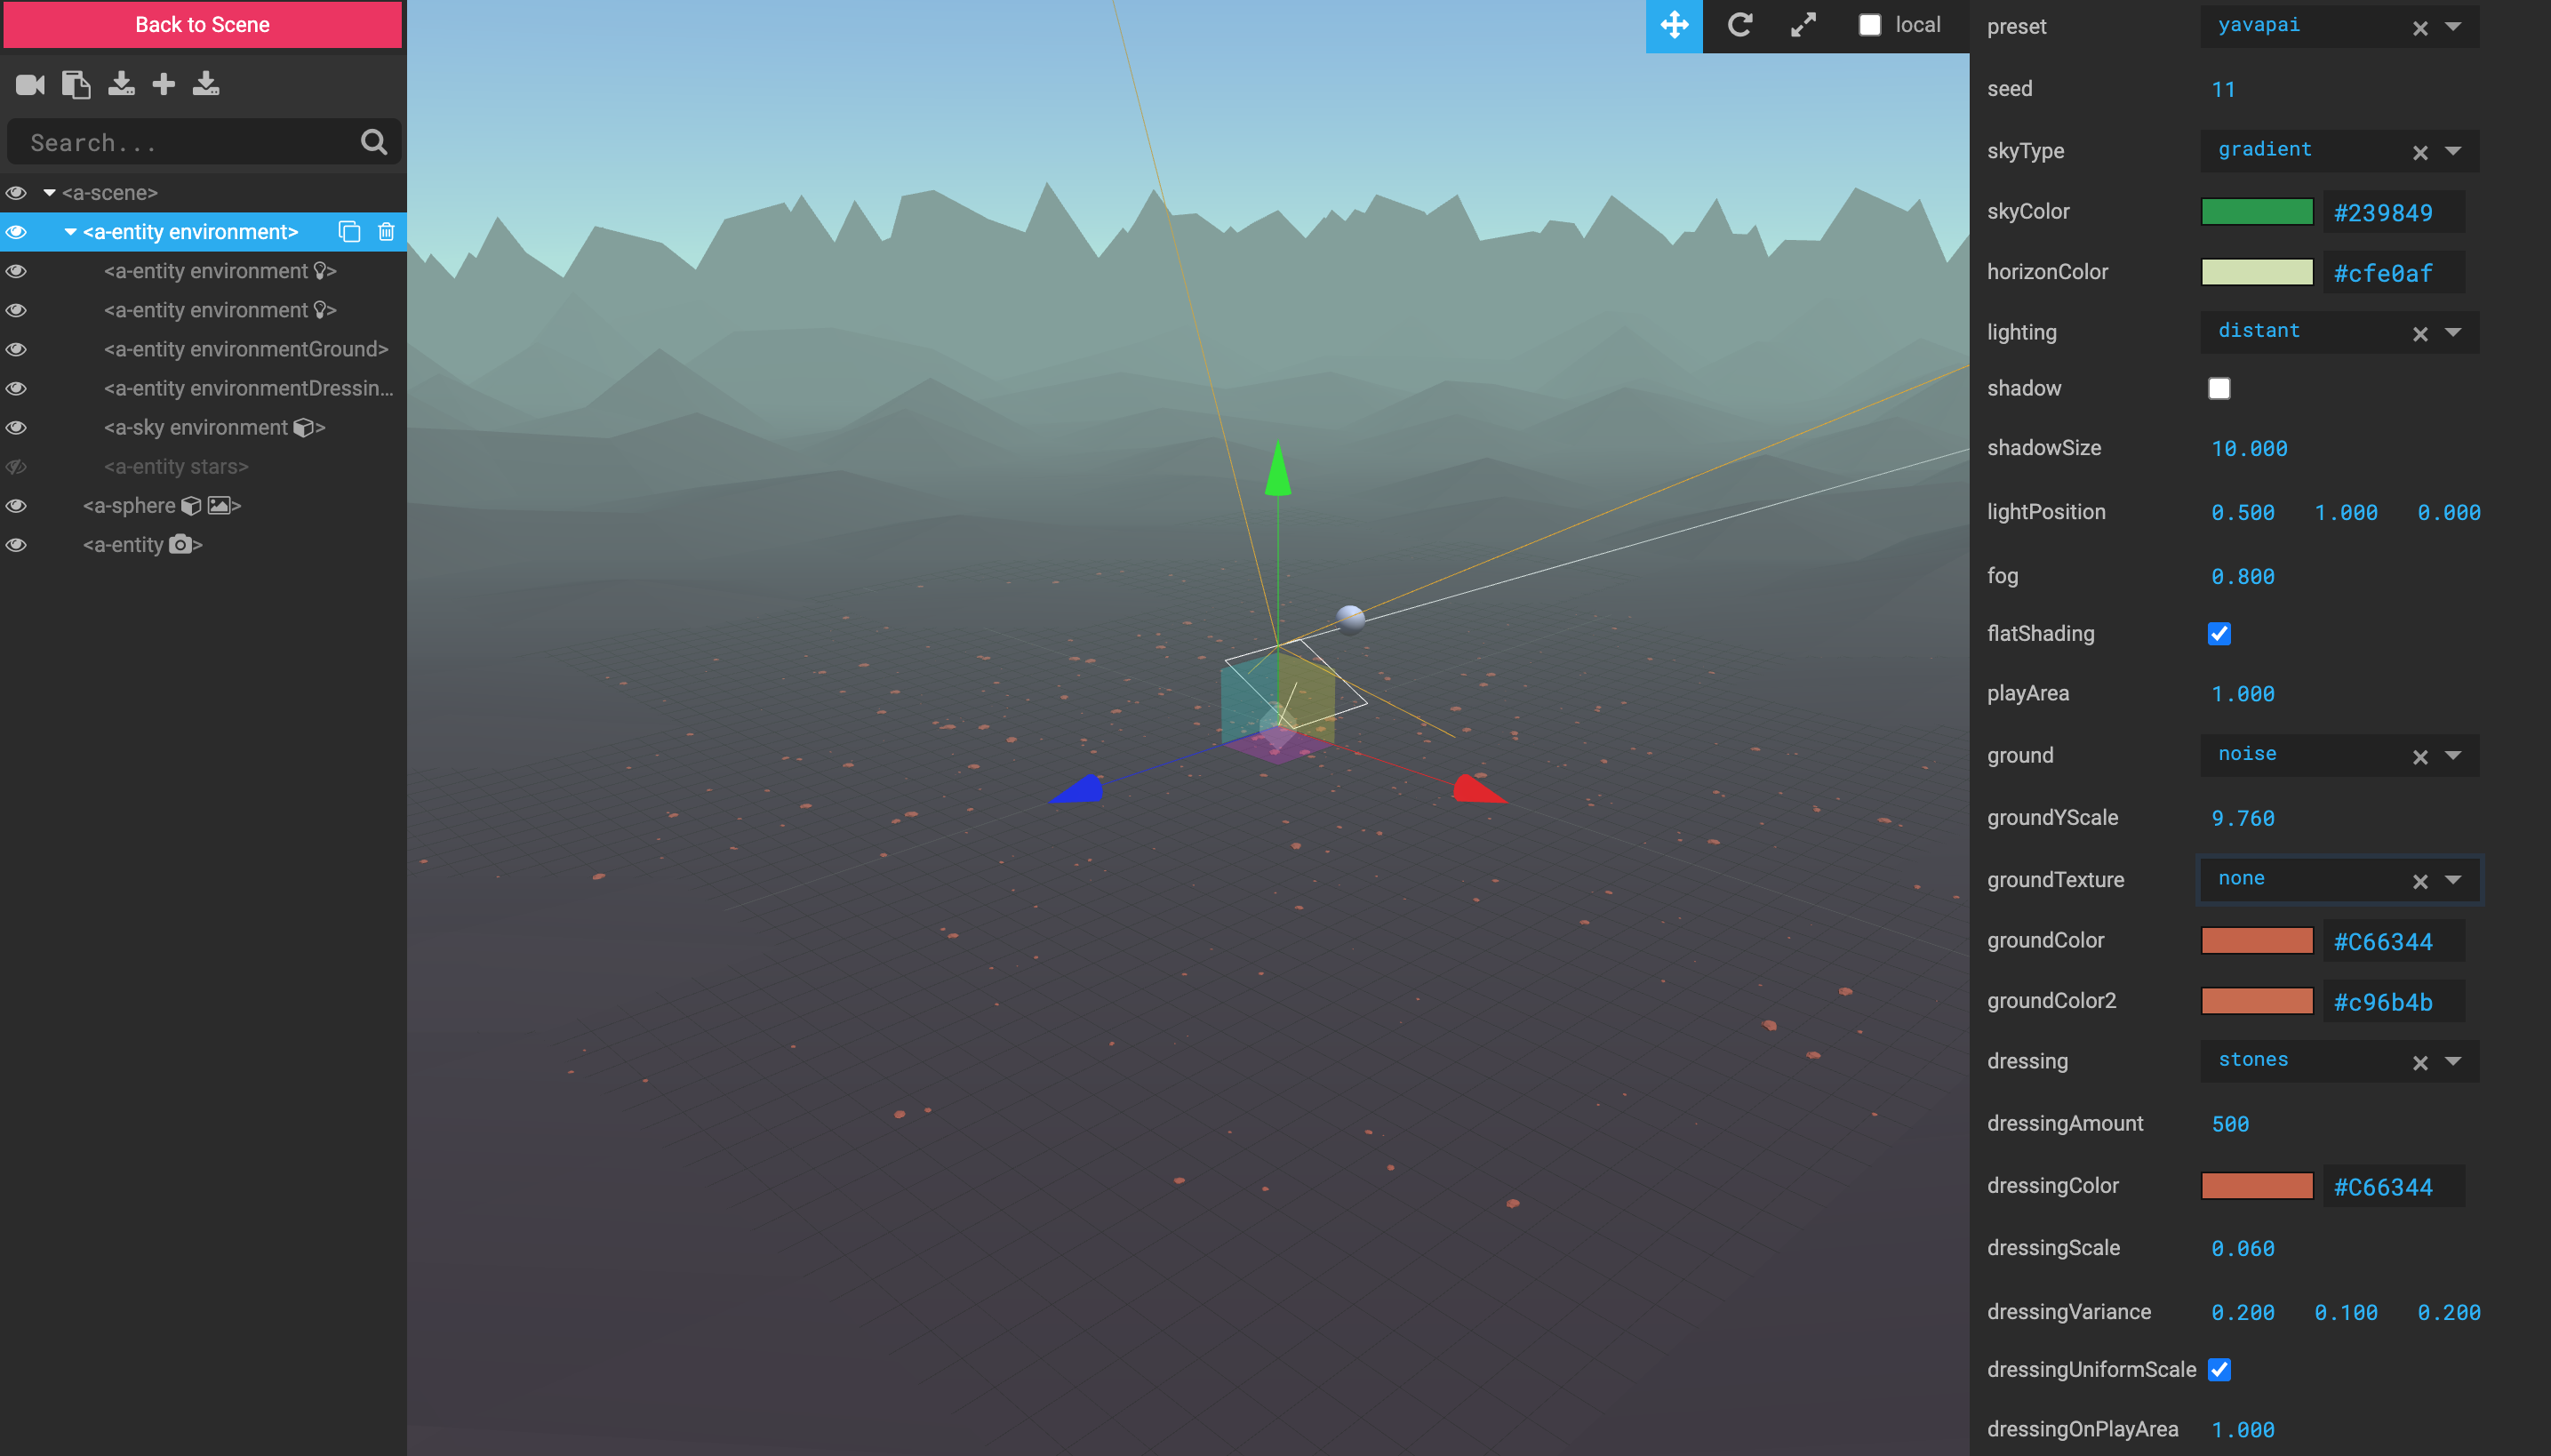 Back to Scene
Search...
<a-scene>
<a-entity environment>
<a-entity environment >
<a-entity environment >
<a-entity environmentGround>
<a-entity environmentDressin...
<a-sky environment >
<a-entity stars>
<a-sphere >
<a-entity >
local
preset yavapai
seed 11
skyType gradient
skyColor #239849
horizonColor #cfe0af
lighting distant
shadow
shadowSize 10.000
lightPosition 0.500 1.000 0.000
fog 0.800
flatShading
playArea 1.000
ground noise
groundYScale 9.760
groundTexture none
groundColor #C66344
groundColor2 #c96b4b
dressing stones
dressingAmount 500
dressingColor #C66344
dressingScale 0.060
dressingVariance 0.200 0.100 0.200
dressingUniformScale
dressingOnPlayArea 1.000